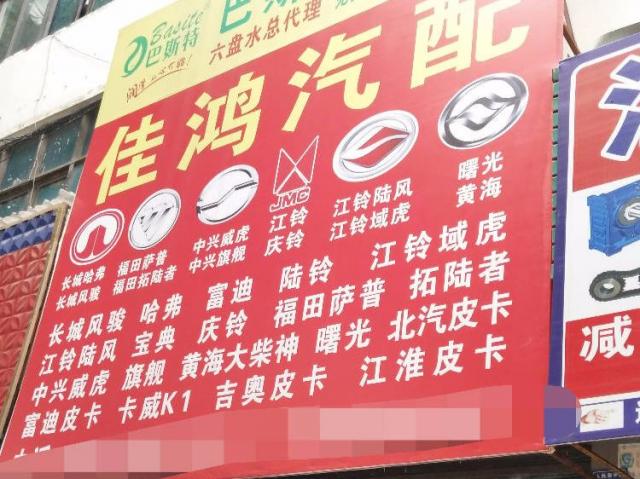 Basite
巴斯特
六盘水总代理
佳鸿汽配
JMC
长城哈弗
长城风骏
福田萨普
福田拓陆者
中兴威虎
中兴旗舰
江铃
庆铃
江铃陆风
江铃域虎
曙光
黄海
长城风骏 哈弗 富迪 陆铃 江铃域虎
江铃陆风 宝典 庆铃 福田萨普 拓陆者
中兴威虎 旗舰 黄海大柴神 曙光 北汽皮卡
富迪皮卡 卡威K1 吉奥皮卡 江淮皮卡
减